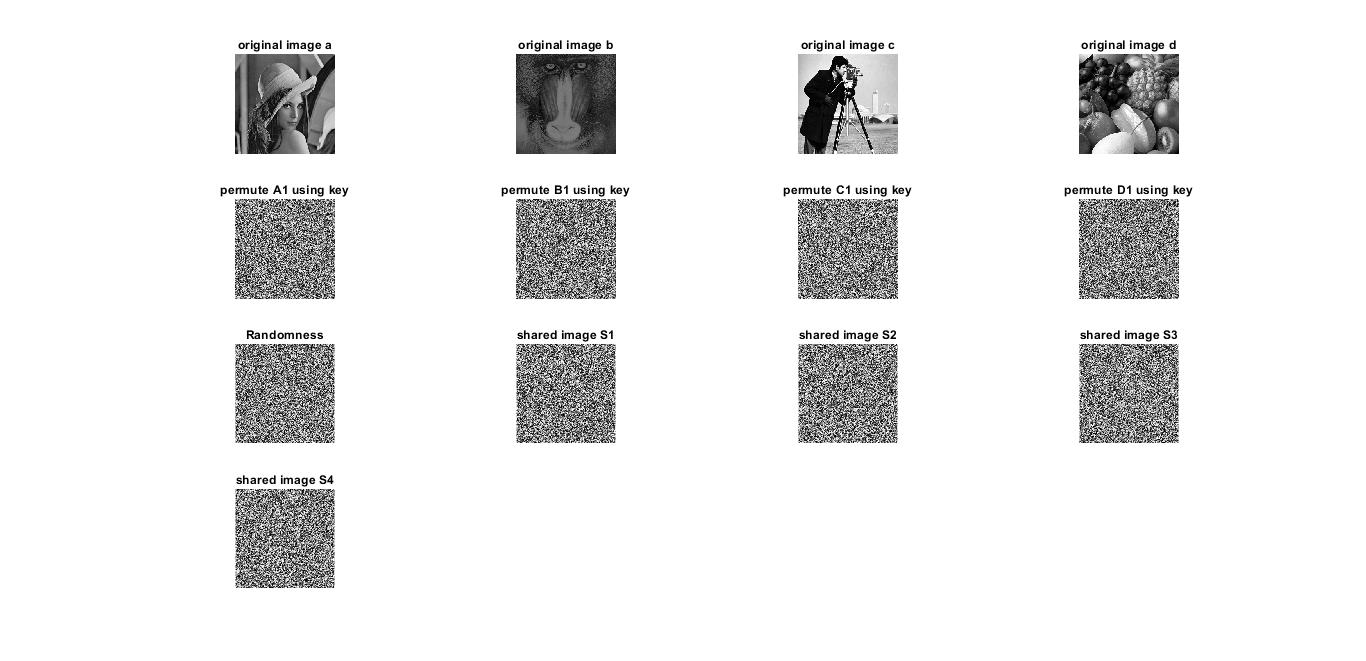 original image a
original image b
original image c
original image d
permute A1 using key
permute B1 using key
permute C1 using key
permute D1 using key
Randomness
shared image S1
shared image S2
shared image S3
shared image S4